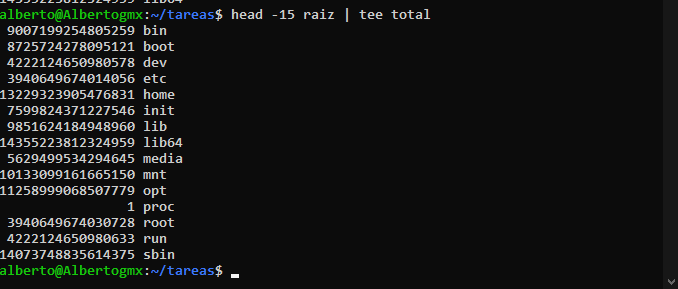 alberto@Albertogmx:~/tareas$ head -15 raiz | tee total
9007199254805259 bin
8725724278095121 boot
4222124650980578 dev
3940649674014056 etc
13229323905476831 home
7599824371227546 init
9851624184948960 lib
14355223812324959 lib64
5629499534294645 media
10133099161665150 mnt
11258999068507779 opt
1 proc
3940649674030728 root
4222124650980633 run
14073748835614375 sbin
alberto@Albertogmx:~/tareas$